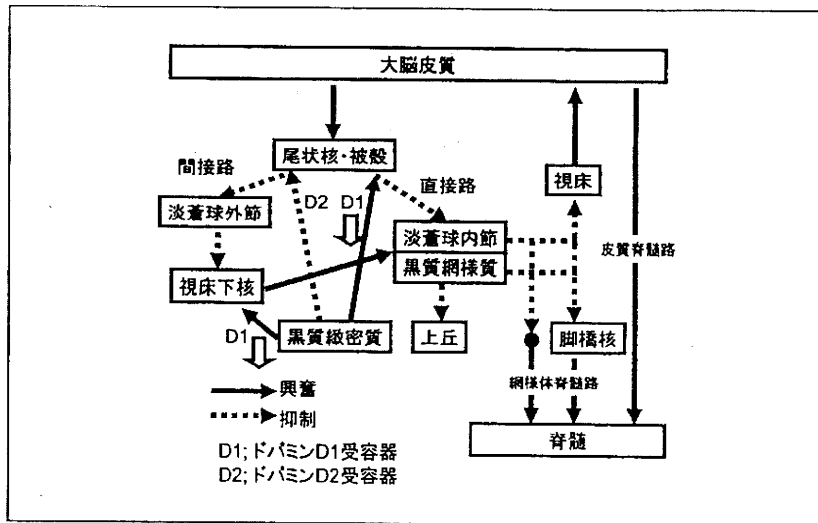 大脳皮質
尾状核・被殻
間接路
直接路
視床
D2 D1
淡蒼球外節
淡蒼球内節
黒質網様質
皮質脊髄路
視床下核
D1
黒質緻密質
上丘
脚橋核
興奮
網様体脊髄路
抑制
脊髄
D1;ドパミンD1受容器
D2;ドパミンD2受容器